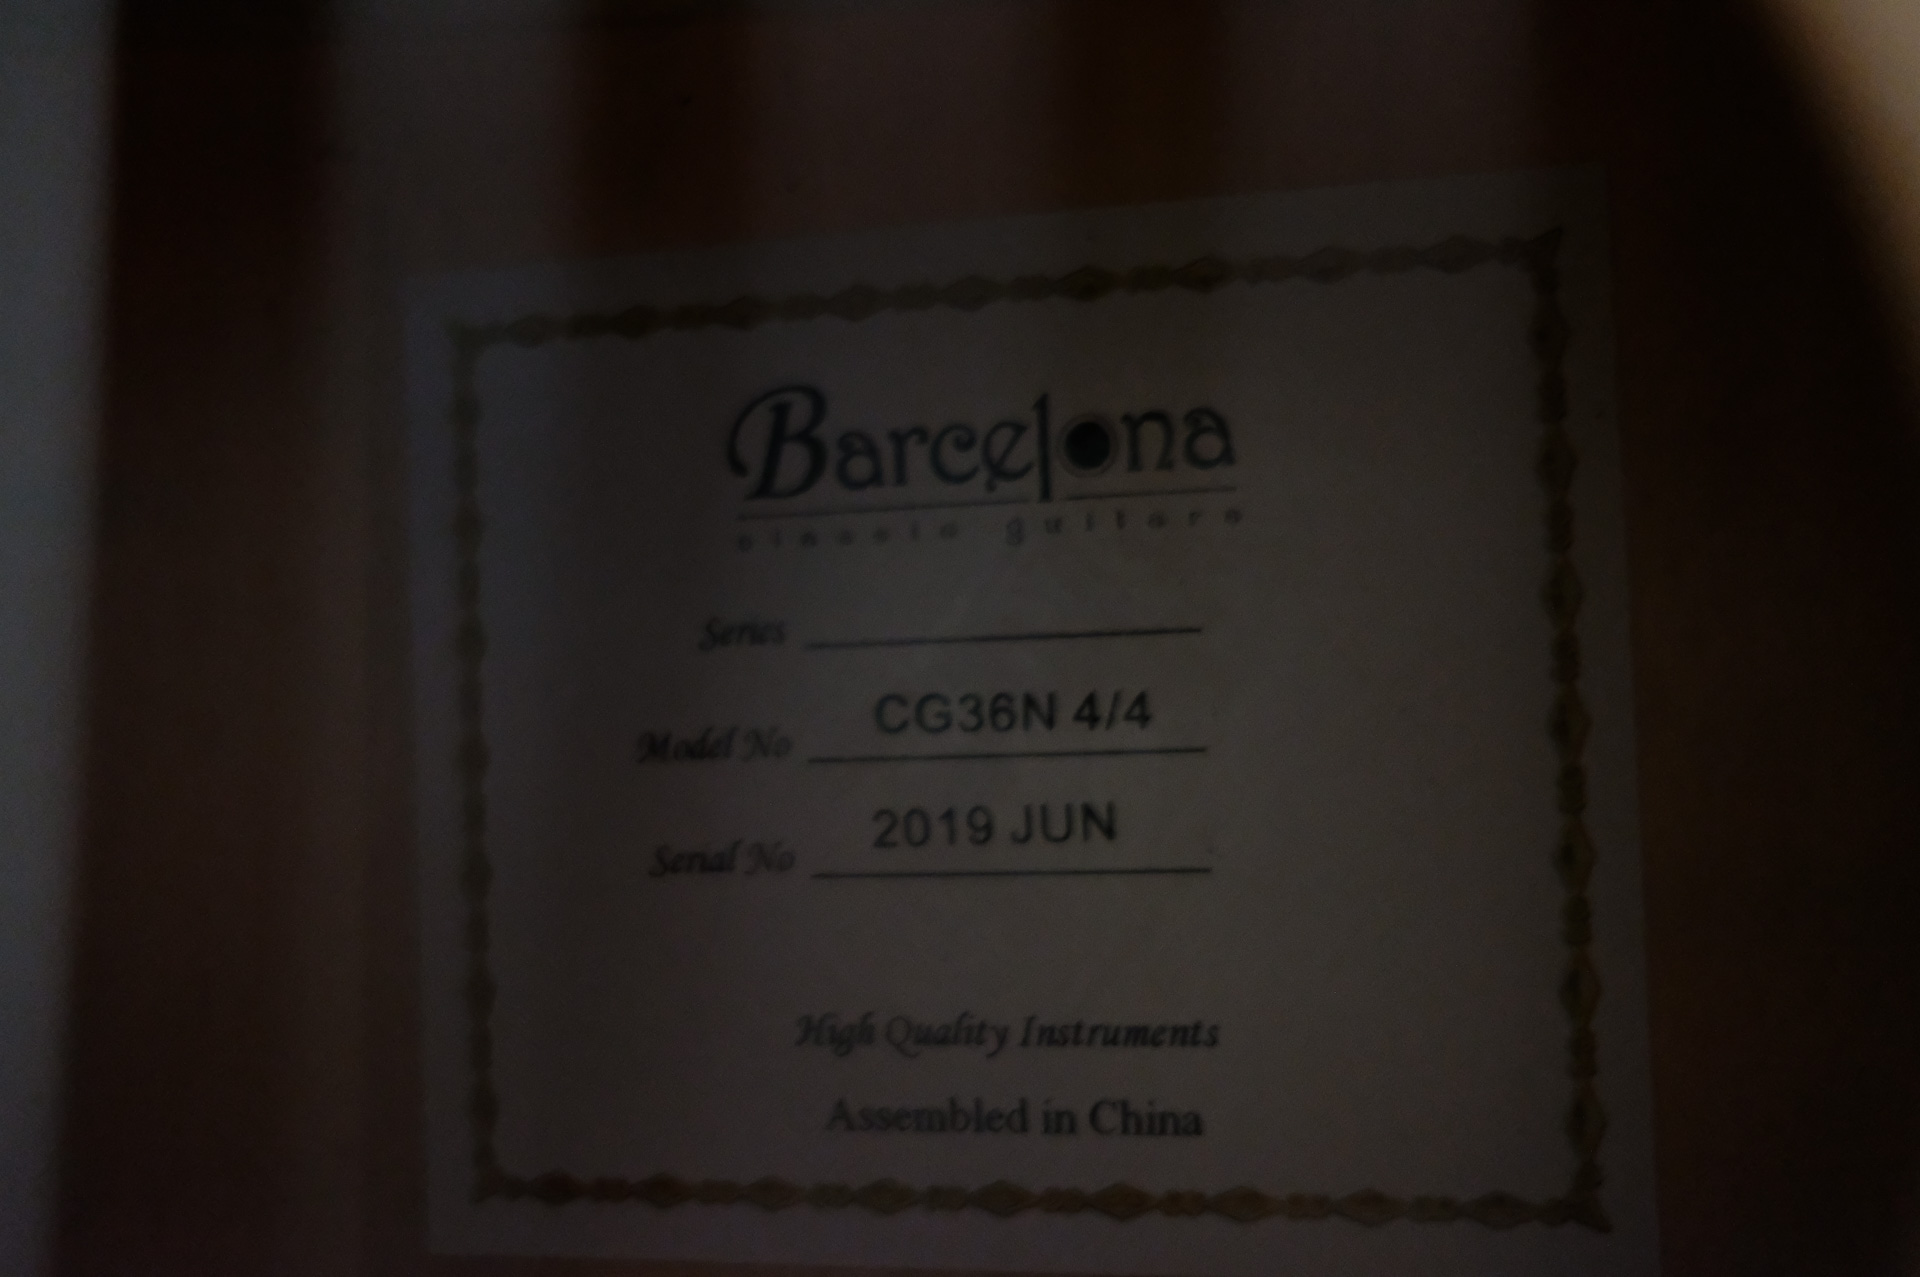 Barcelona
classic guitars
Series
Model No CG36N 4/4
Serial No 2019 JUN
High Quality Instruments
Assembled in China